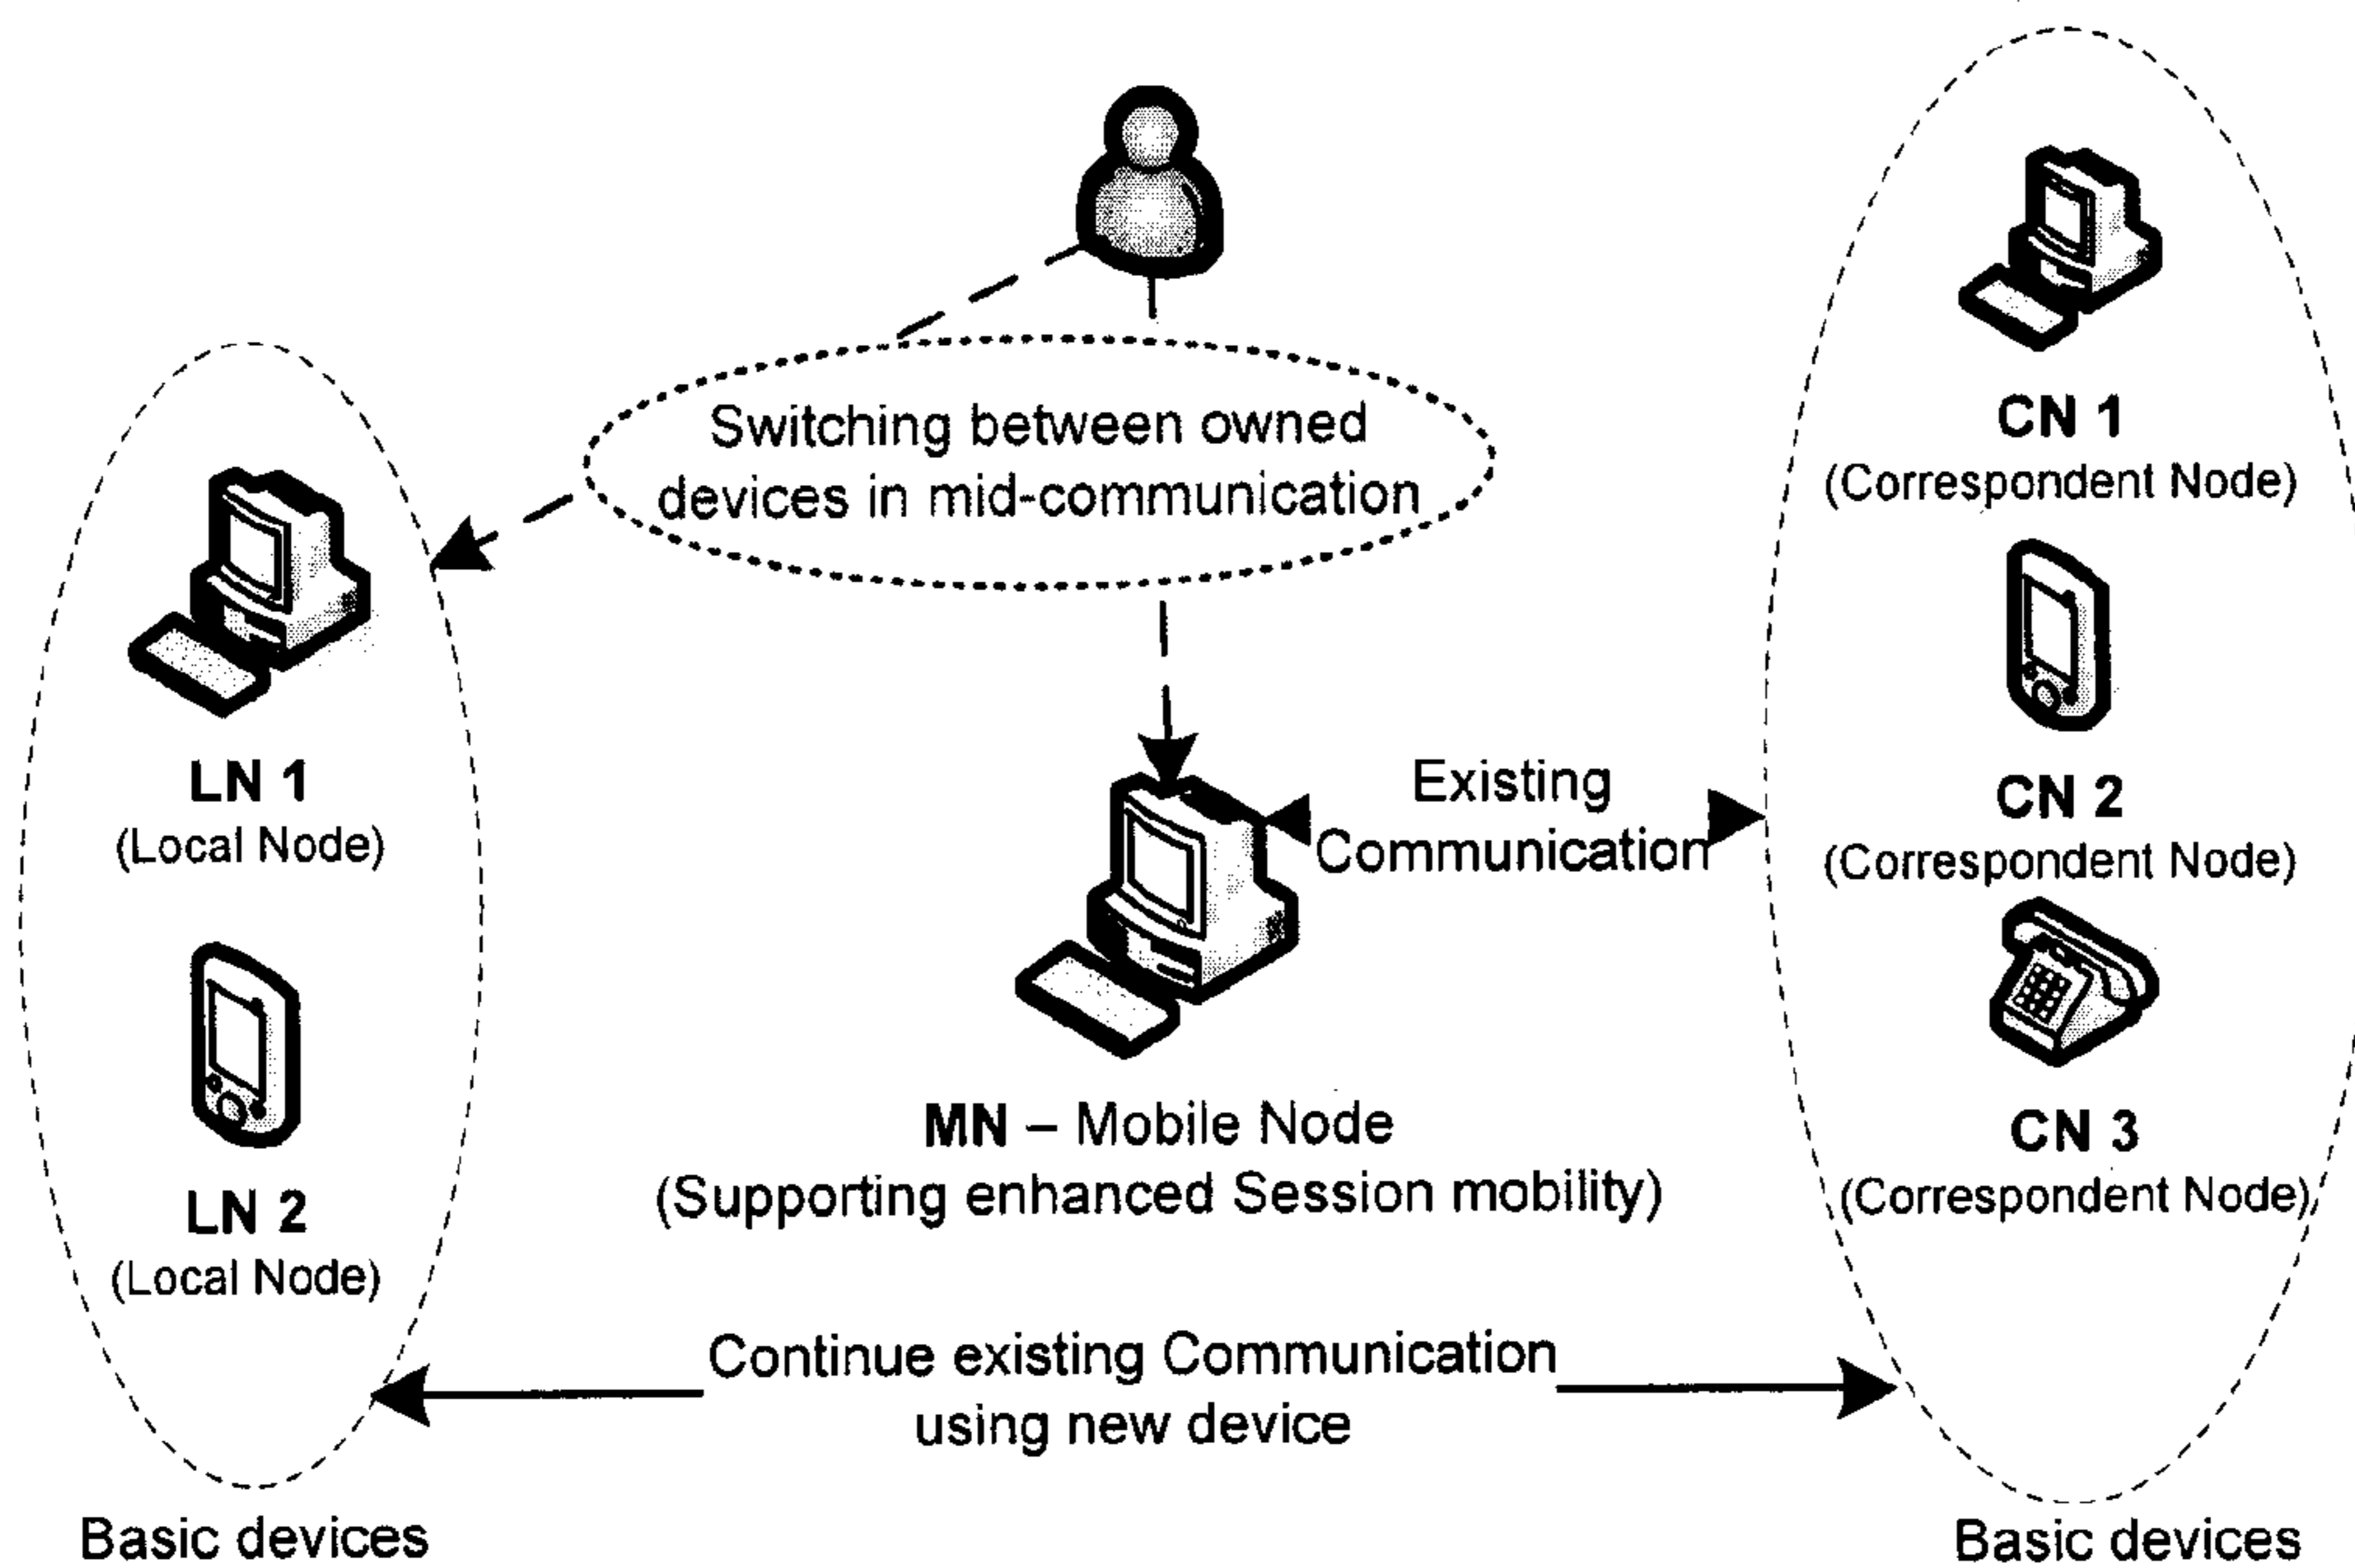 Switching between owned
devices in mid-communication
LN 1
(Local Node)
LN 2
(Local Node)
Existing
Communication
MN – Mobile Node
(Supporting enhanced Session mobility)
CN 1
(Correspondent Node)
CN 2
(Correspondent Node)
CN 3
(Correspondent Node)
Continue existing Communication
using new device
Basic devices
Basic devices